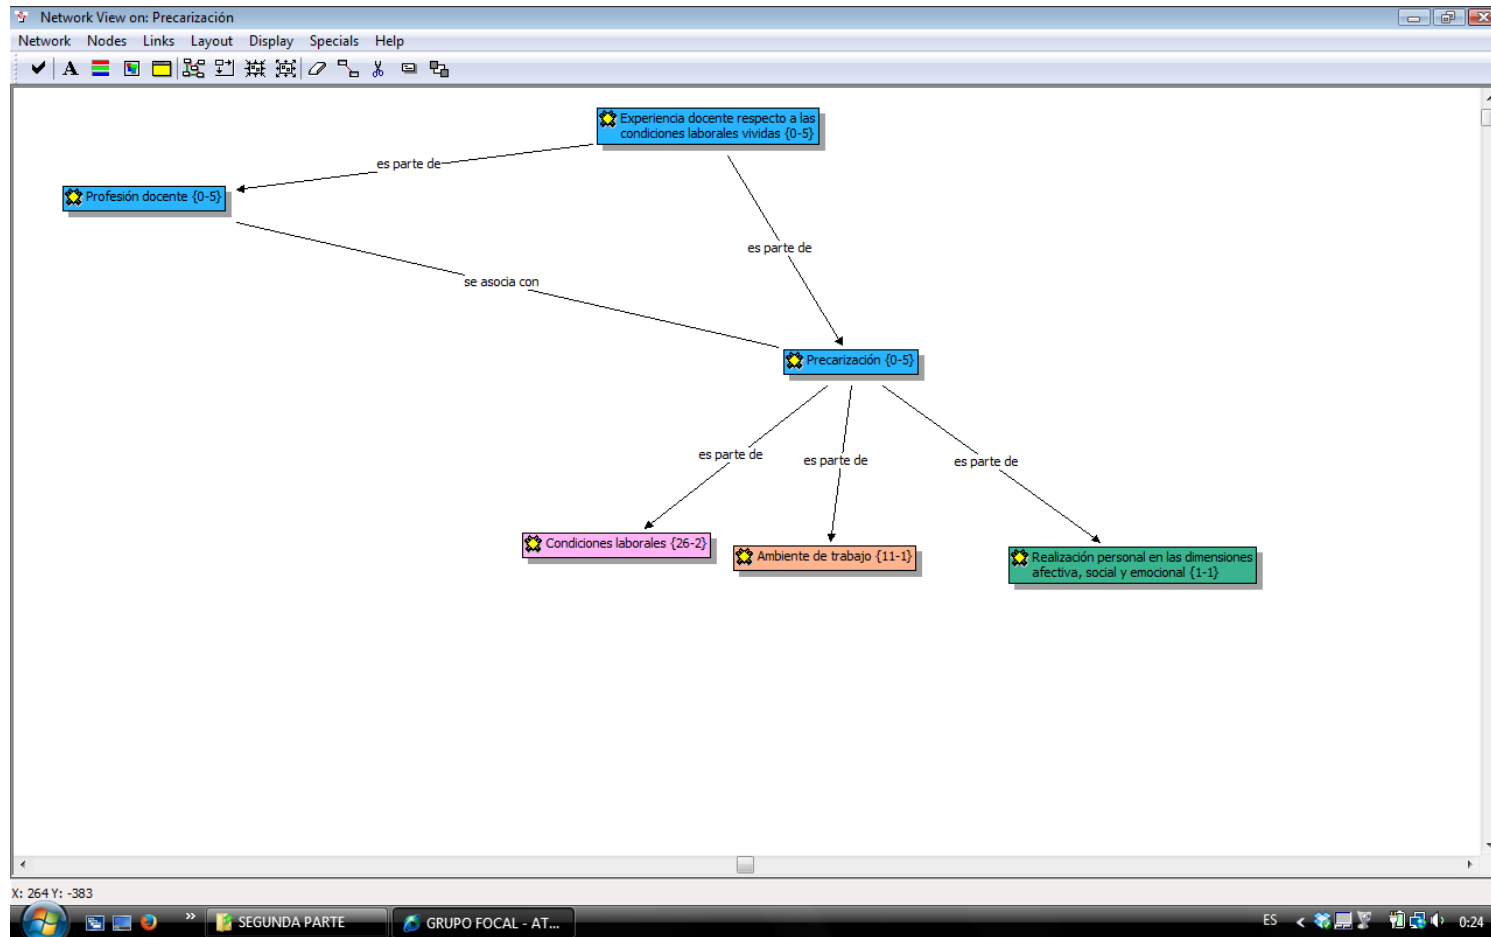 Network View on: Precarización
Network Nodes Links Layout Display Specials Help
A
Experiencia docente respecto a las
condiciones laborales vividas {0-5}
es parte de
Profesión docente {0-5}
es parte de
se asocia con
Precarización {0-5}
es parte de
es parte de
es parte de
Condiciones laborales {26-2}
Ambiente de trabajo {11-1}
Realización personal en las dimensiones
afectiva, social y emocional {1-1}
X: 264 Y: -383
» SEGUNDA PARTE
GRUPO FOCAL - AT...
ES
0:24